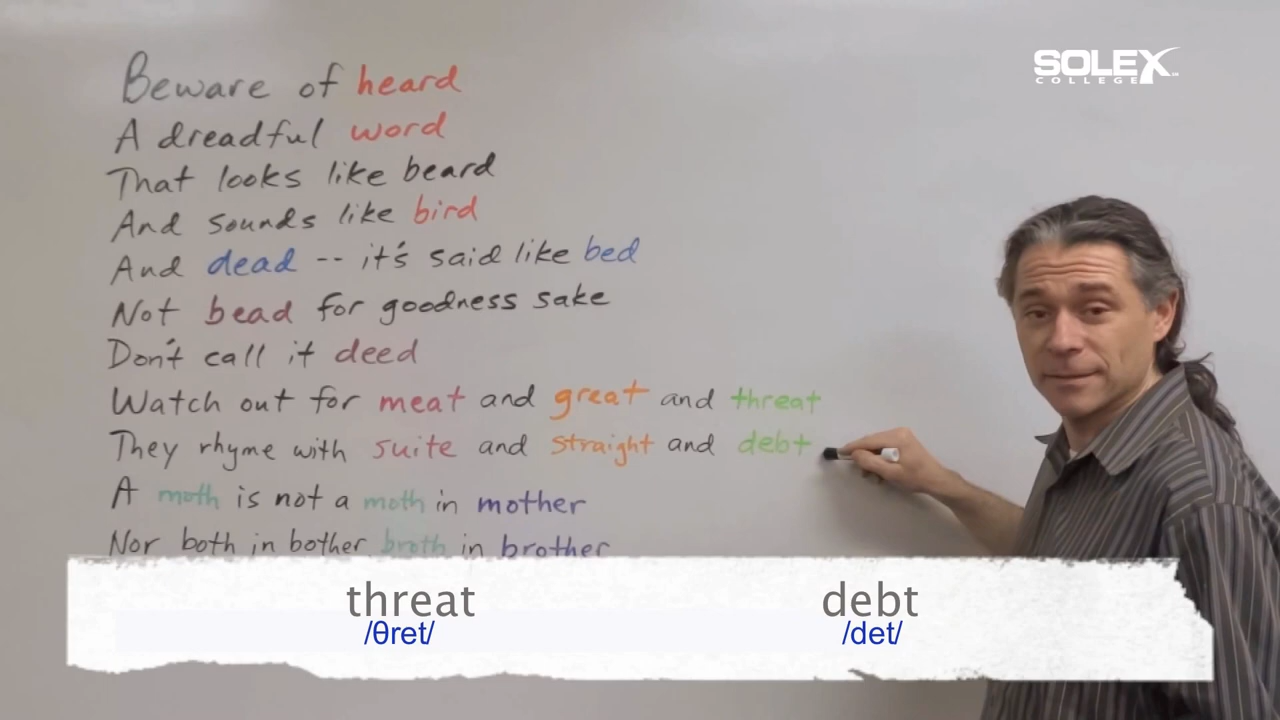 SOLEX
COLLEGE
Beware of heard
A dreadful word
That looks like beard
And sounds like bird
And dead -- it's said like bed
Not bead for goodness sake
Don't call it deed
Watch out for meat and great and threat
They rhyme with suite and straight and debt
A moth is not a moth in mother
Nor both in bother broth in brother
threat debt
/θret/ /det/